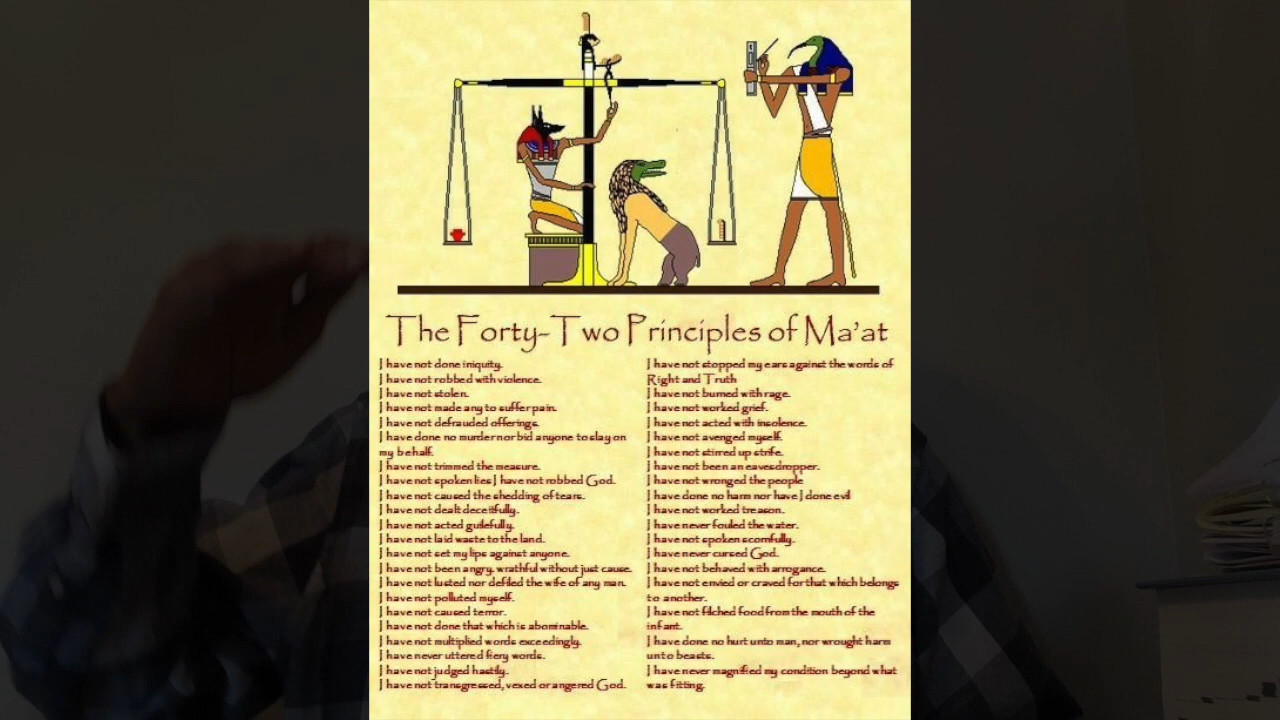 The Forty-Two Principles of Ma'at
I have not done iniquity.
I have not robbed with violence.
I have not stolen.
I have not made any to suffer pain.
I have not defrauded offerings.
I have done no murder nor bid anyone to slay on
my behalf.
I have not trimmed the measure.
I have not spoken lies I have not robbed God.
I have not caused the shedding of tears.
I have not dealt deceitfully.
I have not acted guilefully.
I have not laid waste to the land.
I have not set my lips against anyone.
I have not been angry, wrathful without just cause.
I have not lusted nor defiled the wife of any man.
I have not polluted myself.
I have not caused terror.
I have not done that which is abominable.
I have not multiplied words exceedingly.
I have never uttered fiery words.
I have not judged hastily.
I have not transgressed, vexed or angered God.
I have not stopped my ears against the words of
Right and Truth
I have not burned with rage.
I have not worked grief.
I have not acted with insolence.
I have not avenged myself.
I have not stirred up strife.
I have not been an eavesdropper.
I have not wronged the people
I have done no harm nor have I done evil
I have not worked treason.
I have never fouled the water.
I have not spoken scornfully.
I have never cursed God.
I have not behaved with arrogance.
I have not envied or craved for that which belongs
to another.
I have not filched food from the mouth of the
infant.
I have done no hurt unto man, nor wrought harm
unto beasts.
I have never magnified my condition beyond what
was fitting.